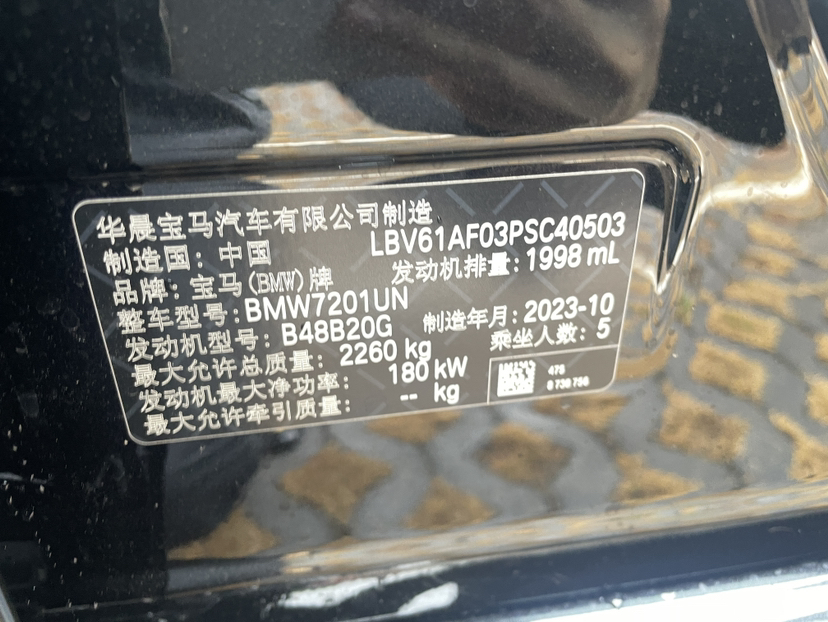 华晨宝马汽车有限公司制造
制造国：中国 LBV61AF03PSC40503
品牌：宝马(BMW)牌 发动机排量：1998 mL
整车型号：BMW7201UN
发动机型号：B48B20G 制造年月：2023-10
最大允许总质量：2260 kg 乘坐人数：5
发动机最大净功率：180 kW
最大允许牵引质量：-- kg
478
8 738 756